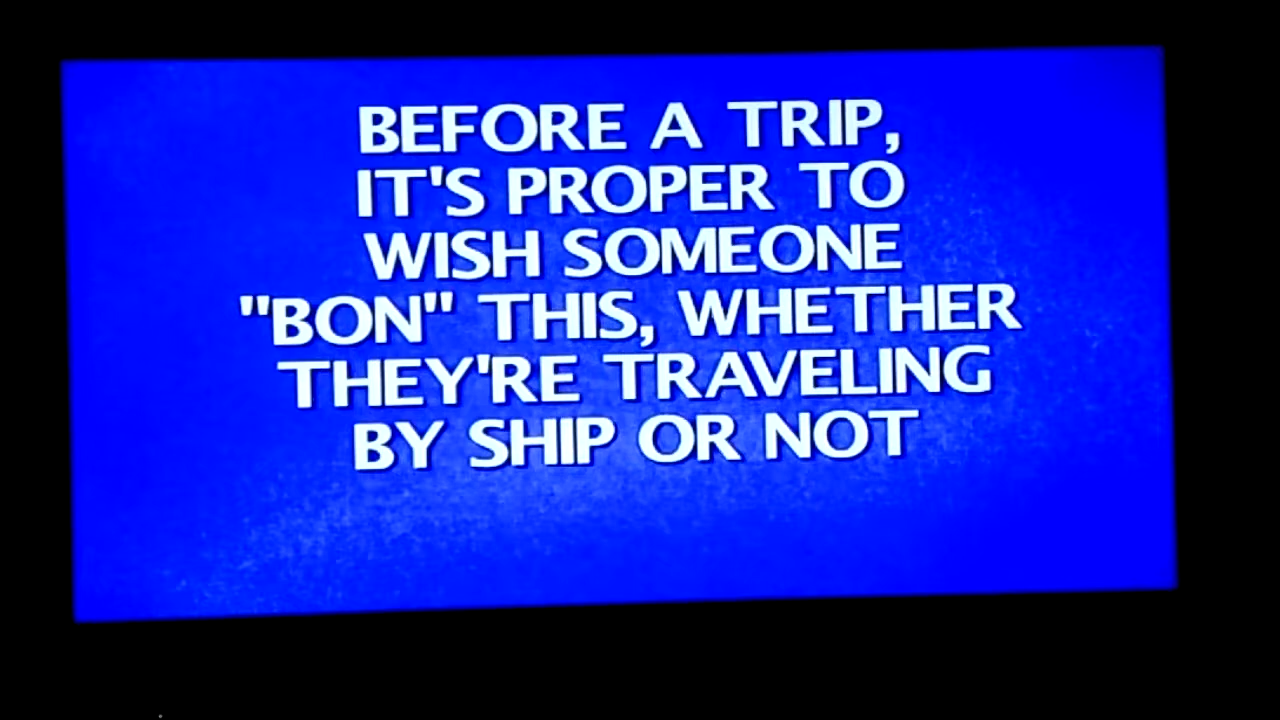 BEFORE A TRIP,
IT'S PROPER TO
WISH SOMEONE
"BON" THIS, WHETHER
THEY'RE TRAVELING
BY SHIP OR NOT